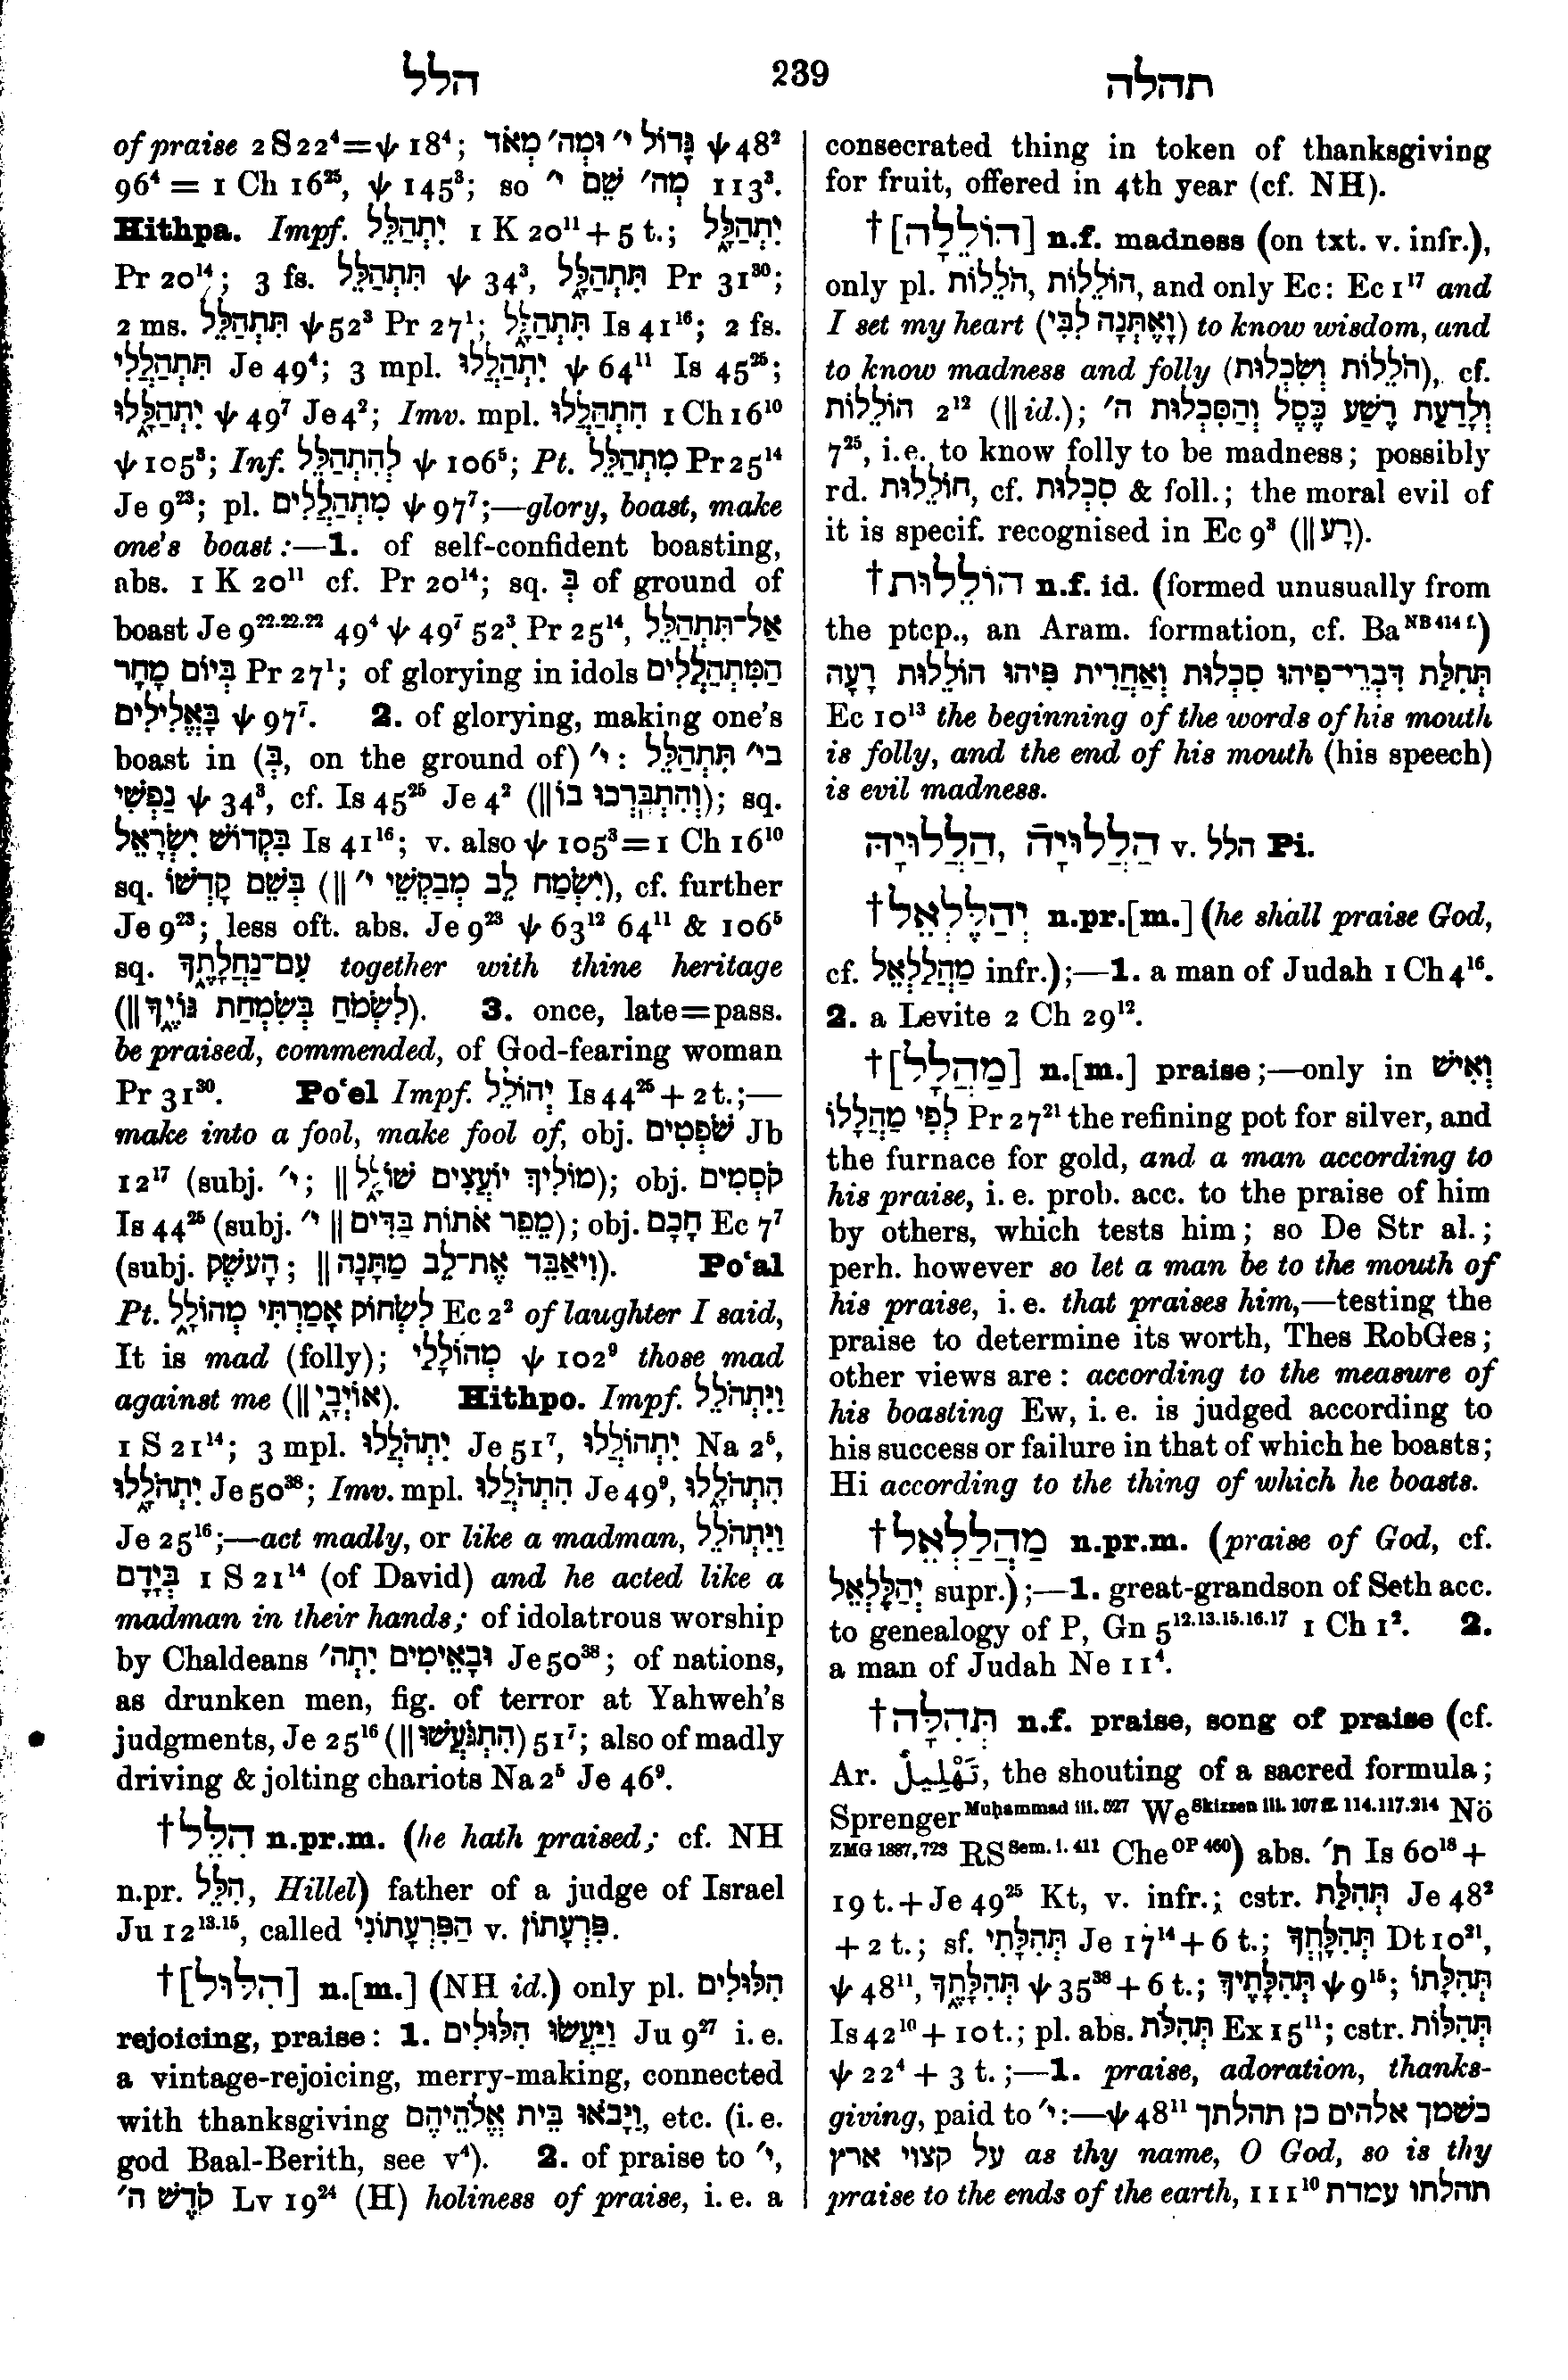 הלל 239 תהלה
of praise 2 S 22⁴ = ψ 18⁴; גָּדוֹל י׳ וּמְה׳ מְאֹד ψ 48²
96⁴ = 1 Ch 16²⁵, ψ 145³; so מְה׳ שֵׁם י׳ 113³.
Hithpa. Impf. יִתְהַלֵּל 1 K 20¹¹ + 5 t.; יִתְהַלָּ֑ל
Pr 20¹⁴; 3 fs. תִּתְהַלֵּל ψ 34³, תִּתְהַלָּ֑ל Pr 31³⁰;
2 ms. תִּתְהַלֵּל ψ 52³ Pr 27¹; תִּתְהַלָּ֑ל Is 41¹⁶; 2 fs.
תִּתְהַלֲלִי Je 49⁴; 3 mpl. יִתְהַלֲלוּ ψ 64¹¹ Is 45²⁵;
יִתְהַלָּ֑לוּ ψ 49⁷ Je 4²; Imv. mpl. הִתְהַלֲלוּ 1 Ch 16¹⁰
ψ 105³; Inf. לְהִתְהַלֵּל ψ 106⁵; Pt. מִתְהַלֵּל Pr 25¹⁴
Je 9²³; pl. מִתְהַלֲלִים ψ 97⁷;—glory, boast, make
one's boast:—1. of self-confident boasting,
abs. 1 K 20¹¹ cf. Pr 20¹⁴; sq. בְּ of ground of
boast Je 9²²·²²·²² 49⁴ ψ 49⁷ 52³ Pr 25¹⁴, אַל־תִּתְהַלֵּל
בְּיוֹם מָחָר Pr 27¹; of glorying in idols הַמִּתְהַלֲלִים
בָּאֱלִילִים ψ 97⁷. 2. of glorying, making one's
boast in (בְּ, on the ground of) י׳: בי״ תִּתְהַלֵּל
נַפְשִׁי ψ 34³, cf. Is 45²⁵ Je 4² (‖ וְהִתְבָּֽרְכוּ בוֹ); sq.
בִּקְדוֹשׁ יִשְׂרָאֵל Is 41¹⁶; v. also ψ 105³ = 1 Ch 16¹⁰
sq. בְּשֵׁם קָדְשׁוֹ (‖ יִשְׂמַח לֵב מְבַקְשֵׁי י׳), cf. further
Je 9²³; less oft. abs. Je 9²³ ψ 63¹² 64¹¹ & 106⁵
sq. עִם־נַחֲלָתֶ֑ךָ together with thine heritage
(‖ לִשְׂמֹחַ בְּשִׂמְחַת גּוֹיֶ֑ךָ). 3. once, late=pass.
be praised, commended, of God-fearing woman
Pr 31³⁰. Po‘el Impf. יְהוֹלֵל Is 44²⁵ + 2 t.;—
make into a fool, make fool of, obj. שֹׁפְטִים Jb
12¹⁷ (subj. י׳; ‖ מוֹלִיךְ יוֹעֲצִים שׁוֹלָ֑ל); obj. קֹסְמִים
Is 44²⁵ (subj. י׳ ‖ מֵפֵר אֹתוֹת בַּדִּים); obj. חָכָם Ec 7⁷
(subj. הָעֹשֶׁק; ‖ וִיאַבֵּד אֶת־לֵב מַתָּנָה). Po‘al
Pt. לִשְׂחוֹק אָמַרְתִּי מְהוֹלָ֑ל Ec 2² of laughter I said,
It is mad (folly); מְהוֹלָלַי ψ 102⁹ those mad
against me (‖ אוֹיְבָ֑י). Hithpo. Impf. וַיִּתְהֹלֵל
1 S 21¹⁴; 3 mpl. יִתְהֹלֲלוּ Je 51⁷, יִתְהוֹלֲלוּ Na 2⁵,
יִתְהֹלָ֑לוּ Je 50³⁸; Imv. mpl. הִתְהֹלֲלוּ Je 49⁹, הִתְהֹלָ֑לוּ
Je 25¹⁶;—act madly, or like a madman, וַיִּתְהֹלֵל
בְּיָדָם 1 S 21¹⁴ (of David) and he acted like a
madman in their hands; of idolatrous worship
by Chaldeans וּבָאֵימִים יִתְה׳ Je 50³⁸; of nations,
as drunken men, fig. of terror at Yahweh's
judgments, Je 25¹⁶ (‖ הִתְגֹּעֲשׁוּ) 51⁷; also of madly
driving & jolting chariots Na 2⁵ Je 46⁹.
†הִלֵּל n.pr.m. (he hath praised; cf. NH
n.pr. הִלֵּל, Hillel) father of a judge of Israel
Ju 12¹³·¹⁵, called הַפִּרְעָתוֹנִי v. פִּרְעָתוֹן.
†[הִלּוּל] n.[m.] (NH id.) only pl. הִלּוּלִים
rejoicing, praise: 1. וַיַּעֲשׂוּ הִלּוּלִים Ju 9²⁷ i.e.
a vintage-rejoicing, merry-making, connected
with thanksgiving וַיָּבֹאוּ בֵּית אֱלֹהֵיהֶם, etc. (i.e.
god Baal-Berith, see v⁴). 2. of praise to י׳,
קֹדֶשׁ ה׳ Lv 19²⁴ (H) holiness of praise, i.e. a
consecrated thing in token of thanksgiving
for fruit, offered in 4th year (cf. NH).
†[הוֹלֵלָה] n.f. madness (on txt. v. infr.),
only pl. הוֹלֵלוֹת, הֹלֵלוֹת, and only Ec: Ec 1¹⁷ and
I set my heart (וָאֶתְּנָה לִבִּי) to know wisdom, and
to know madness and folly (הֹלֵלוֹת וְשִׂכְלוּת), cf.
הוֹלֵלוֹת 2¹² (‖ id.); וְלָדַעַת רֶשַׁע כֶּסֶל וְהַסִּכְלוּת ה׳
7²⁵, i.e. to know folly to be madness; possibly
rd. הוֹלֵלוּת, cf. סִכְלוּת & foll.; the moral evil of
it is specif. recognised in Ec 9³ (‖ רָע).
†הוֹלֵלוּת n.f. id. (formed unusually from
the ptcp., an Aram. formation, cf. Ba ᴺᴮ ⁴¹⁴ ᶠ·)
תְּחִלַּת דִּבְרֵי־פִיהוּ סִכְלוּת וְאַחֲרִית פִּיהוּ הוֹלֵלוּת רָעָה
Ec 10¹³ the beginning of the words of his mouth
is folly, and the end of his mouth (his speech)
is evil madness.
הַלֲלוּיָהּ, הַלֲלוּיָהּ v. הלל Pi.
†יְהַלֶּלְאֵל n.pr.[m.] (he shall praise God,
cf. מַהֲלַלְאֵל infr.);—1. a man of Judah 1 Ch 4¹⁶.
2. a Levite 2 Ch 29¹².
†[מַהֲלָל] n.[m.] praise;—only in וְאִישׁ
לְפִי מַהֲלָלוֹ Pr 27²¹ the refining pot for silver, and
the furnace for gold, and a man according to
his praise, i. e. prob. acc. to the praise of him
by others, which tests him; so De Str al.;
perh. however so let a man be to the mouth of
his praise, i. e. that praises him,—testing the
praise to determine its worth, Thes RobGes;
other views are: according to the measure of
his boasting Ew, i. e. is judged according to
his success or failure in that of which he boasts;
Hi according to the thing of which he boasts.
†מַהֲלַלְאֵל n.pr.m. (praise of God, cf.
יְהַלֶּלְאֵל supr.);—1. great-grandson of Seth acc.
to genealogy of P, Gn 5¹²·¹³·¹⁵·¹⁶·¹⁷ 1 Ch 1². 2.
a man of Judah Ne 11⁴.
†תְּהִלָּה n.f. praise, song of praise (cf.
Ar. تَهْلِيلٌ, the shouting of a sacred formula;
Sprenger Muḥammad iii. 527 We Skizzen iii. 107 ff. 114.117.214 Nö
ZMG 1887, 723 RS Sem. i. 411 Che OP 460) abs. ת׳ Is 60¹⁸ +
19 t. + Je 49²⁵ Kt, v. infr.; cstr. תְּהִלַּת Je 48²
+ 2 t.; sf. תְּהִלָּתִי Je 17¹⁴ + 6 t.; תְּהִלָּֽתְךָ Dt 10²¹,
ψ 48¹¹, תְּהִלָּתֶ֑ךָ ψ 35³⁸ + 6 t.; תְּהִלָּתֶיךָ ψ 9¹⁵; תְּהִלָּתוֹ
Is 42¹⁰ + 10 t.; pl. abs. תְּהִלֹּת Ex 15¹¹; cstr. תְּהִלּוֹת
ψ 22⁴ + 3 t.;—1. praise, adoration, thanks-
giving, paid to י׳:—ψ 48¹¹ כשמך אלהים כן תהלתך
על קצוי ארץ as thy name, O God, so is thy
praise to the ends of the earth, 111¹⁰ תהלתו עמדת